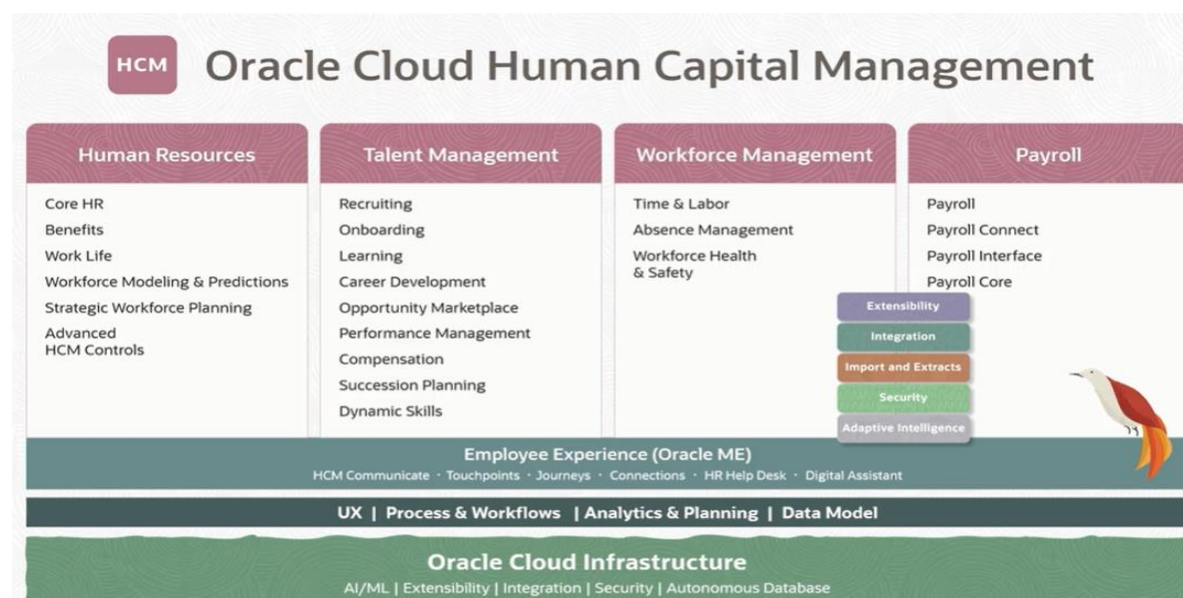 HCM
Oracle Cloud Human Capital Management
Human Resources
Core HR
Benefits
Work Life
Workforce Modeling & Predictions
Strategic Workforce Planning
Advanced
HCM Controls
Talent Management
Recruiting
Onboarding
Learning
Career Development
Opportunity Marketplace
Performance Management
Compensation
Succession Planning
Dynamic Skills
Workforce Management
Time & Labor
Absence Management
Workforce Health
& Safety
Payroll
Payroll
Payroll Connect
Payroll Interface
Payroll Core
Extensibility
Integration
Import and Extracts
Security
Adaptive Intelligence
Employee Experience (Oracle ME)
HCM Communicate · Touchpoints · Journeys · Connections · HR Help Desk · Digital Assistant
UX | Process & Workflows | Analytics & Planning | Data Model
Oracle Cloud Infrastructure
AI/ML | Extensibility | Integration | Security | Autonomous Database